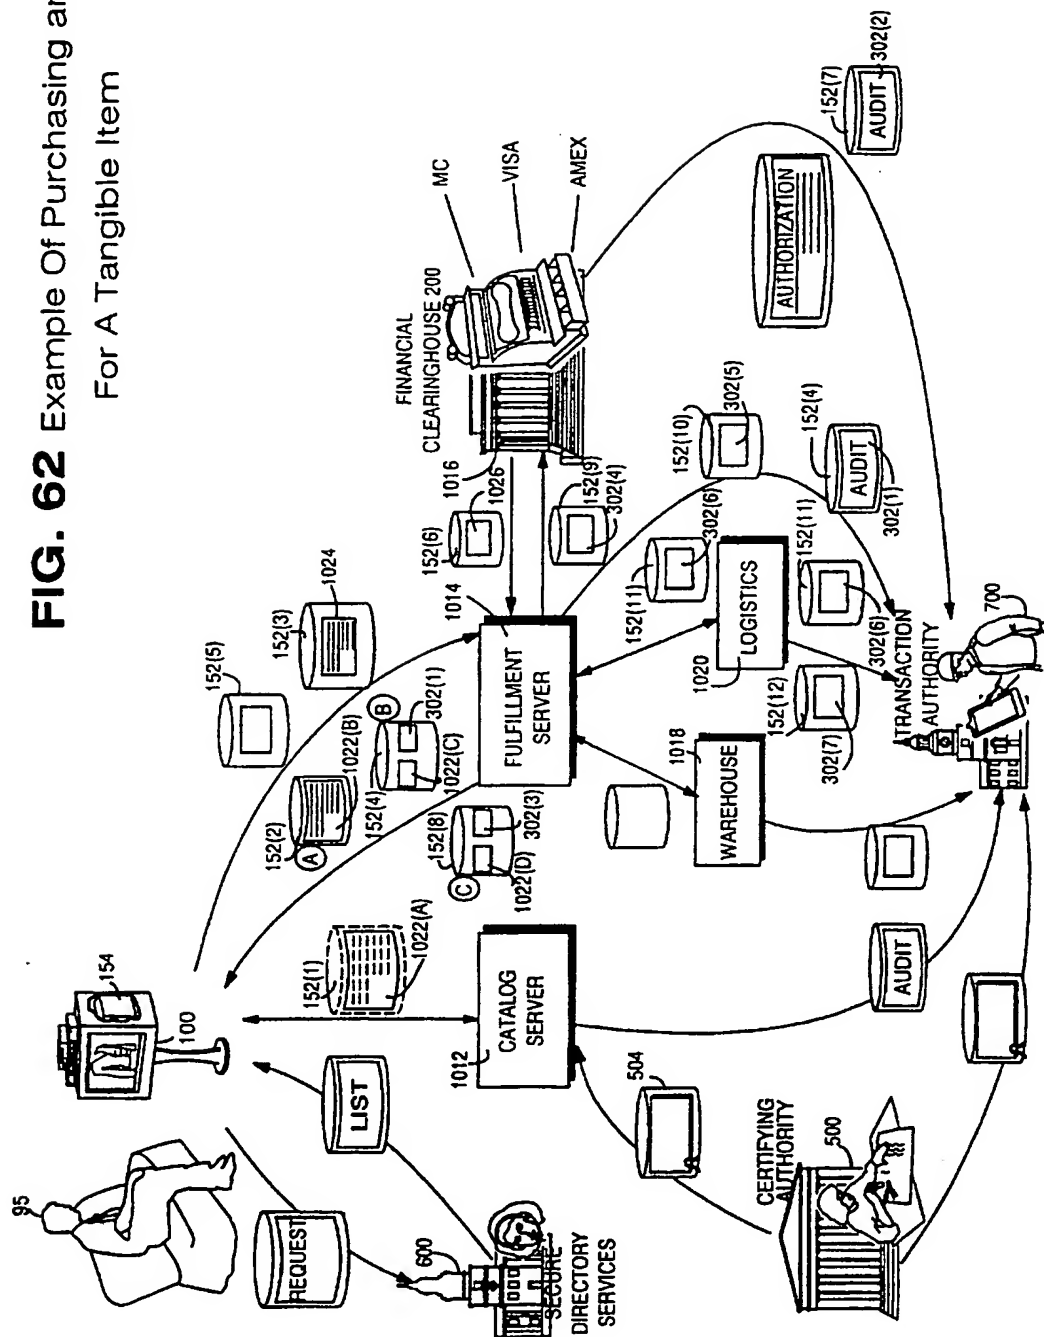 FIG. 62 Example Of Purchasing
For A Tangible Item
95
154
100
REQUEST
LIST
600
SECURE
DIRECTORY
SERVICES
152(1)
1022(A)
1012
CATALOG
SERVER
504
CERTIFYING
AUTHORITY
500
AUDIT
152(5)
152(3)
1024
152(2)
1022(B)
A
152(4)
B
302(1)
1022(C)
152(8)
C
302(3)
1022(D)
1014
FULFILLMENT
SERVER
FINANCIAL
CLEARINGHOUSE 200
MC
VISA
AMEX
1016
152(6)
1026
152(9)
302(4)
WAREHOUSE
1018
LOGISTICS
1020
152(11)
302(6)
152(10)
302(5)
152(4)
AUDIT
302(1)
152(11)
302(6)
152(12)
302(7)
AUTHORIZATION
152(7)
AUDIT
302(2)
TRANSACTION
AUTHORITY
700